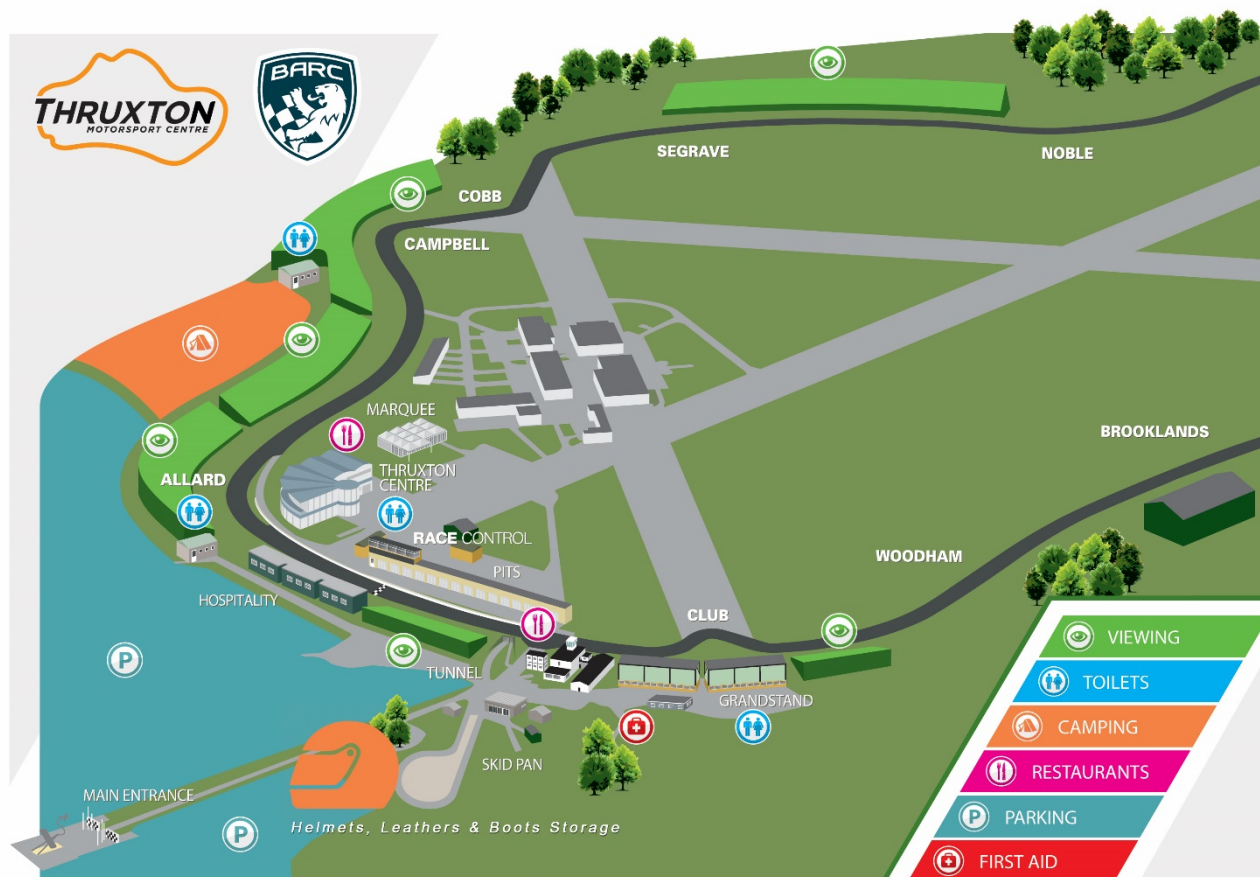 THRUXTON
MOTORSPORT CENTRE
BARC
SEGRAVE
NOBLE
COBB
CAMPBELL
MARQUEE
THRUXTON
CENTRE
ALLARD
RACE CONTROL
PITS
HOSPITALITY
BROOKLANDS
WOODHAM
CLUB
TUNNEL
GRANDSTAND
SKID PAN
P
MAIN ENTRANCE
P
Helmets, Leathers & Boots Storage
VIEWING
TOILETS
CAMPING
RESTAURANTS
P PARKING
FIRST AID